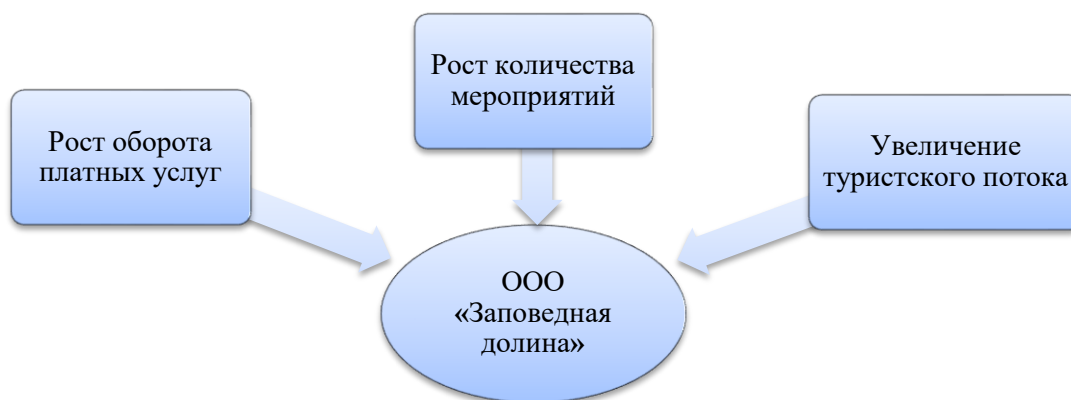 Рост количества
мероприятий
Рост оборота
платных услуг
Увеличение
туристского потока
ООО
«Заповедная
долина»